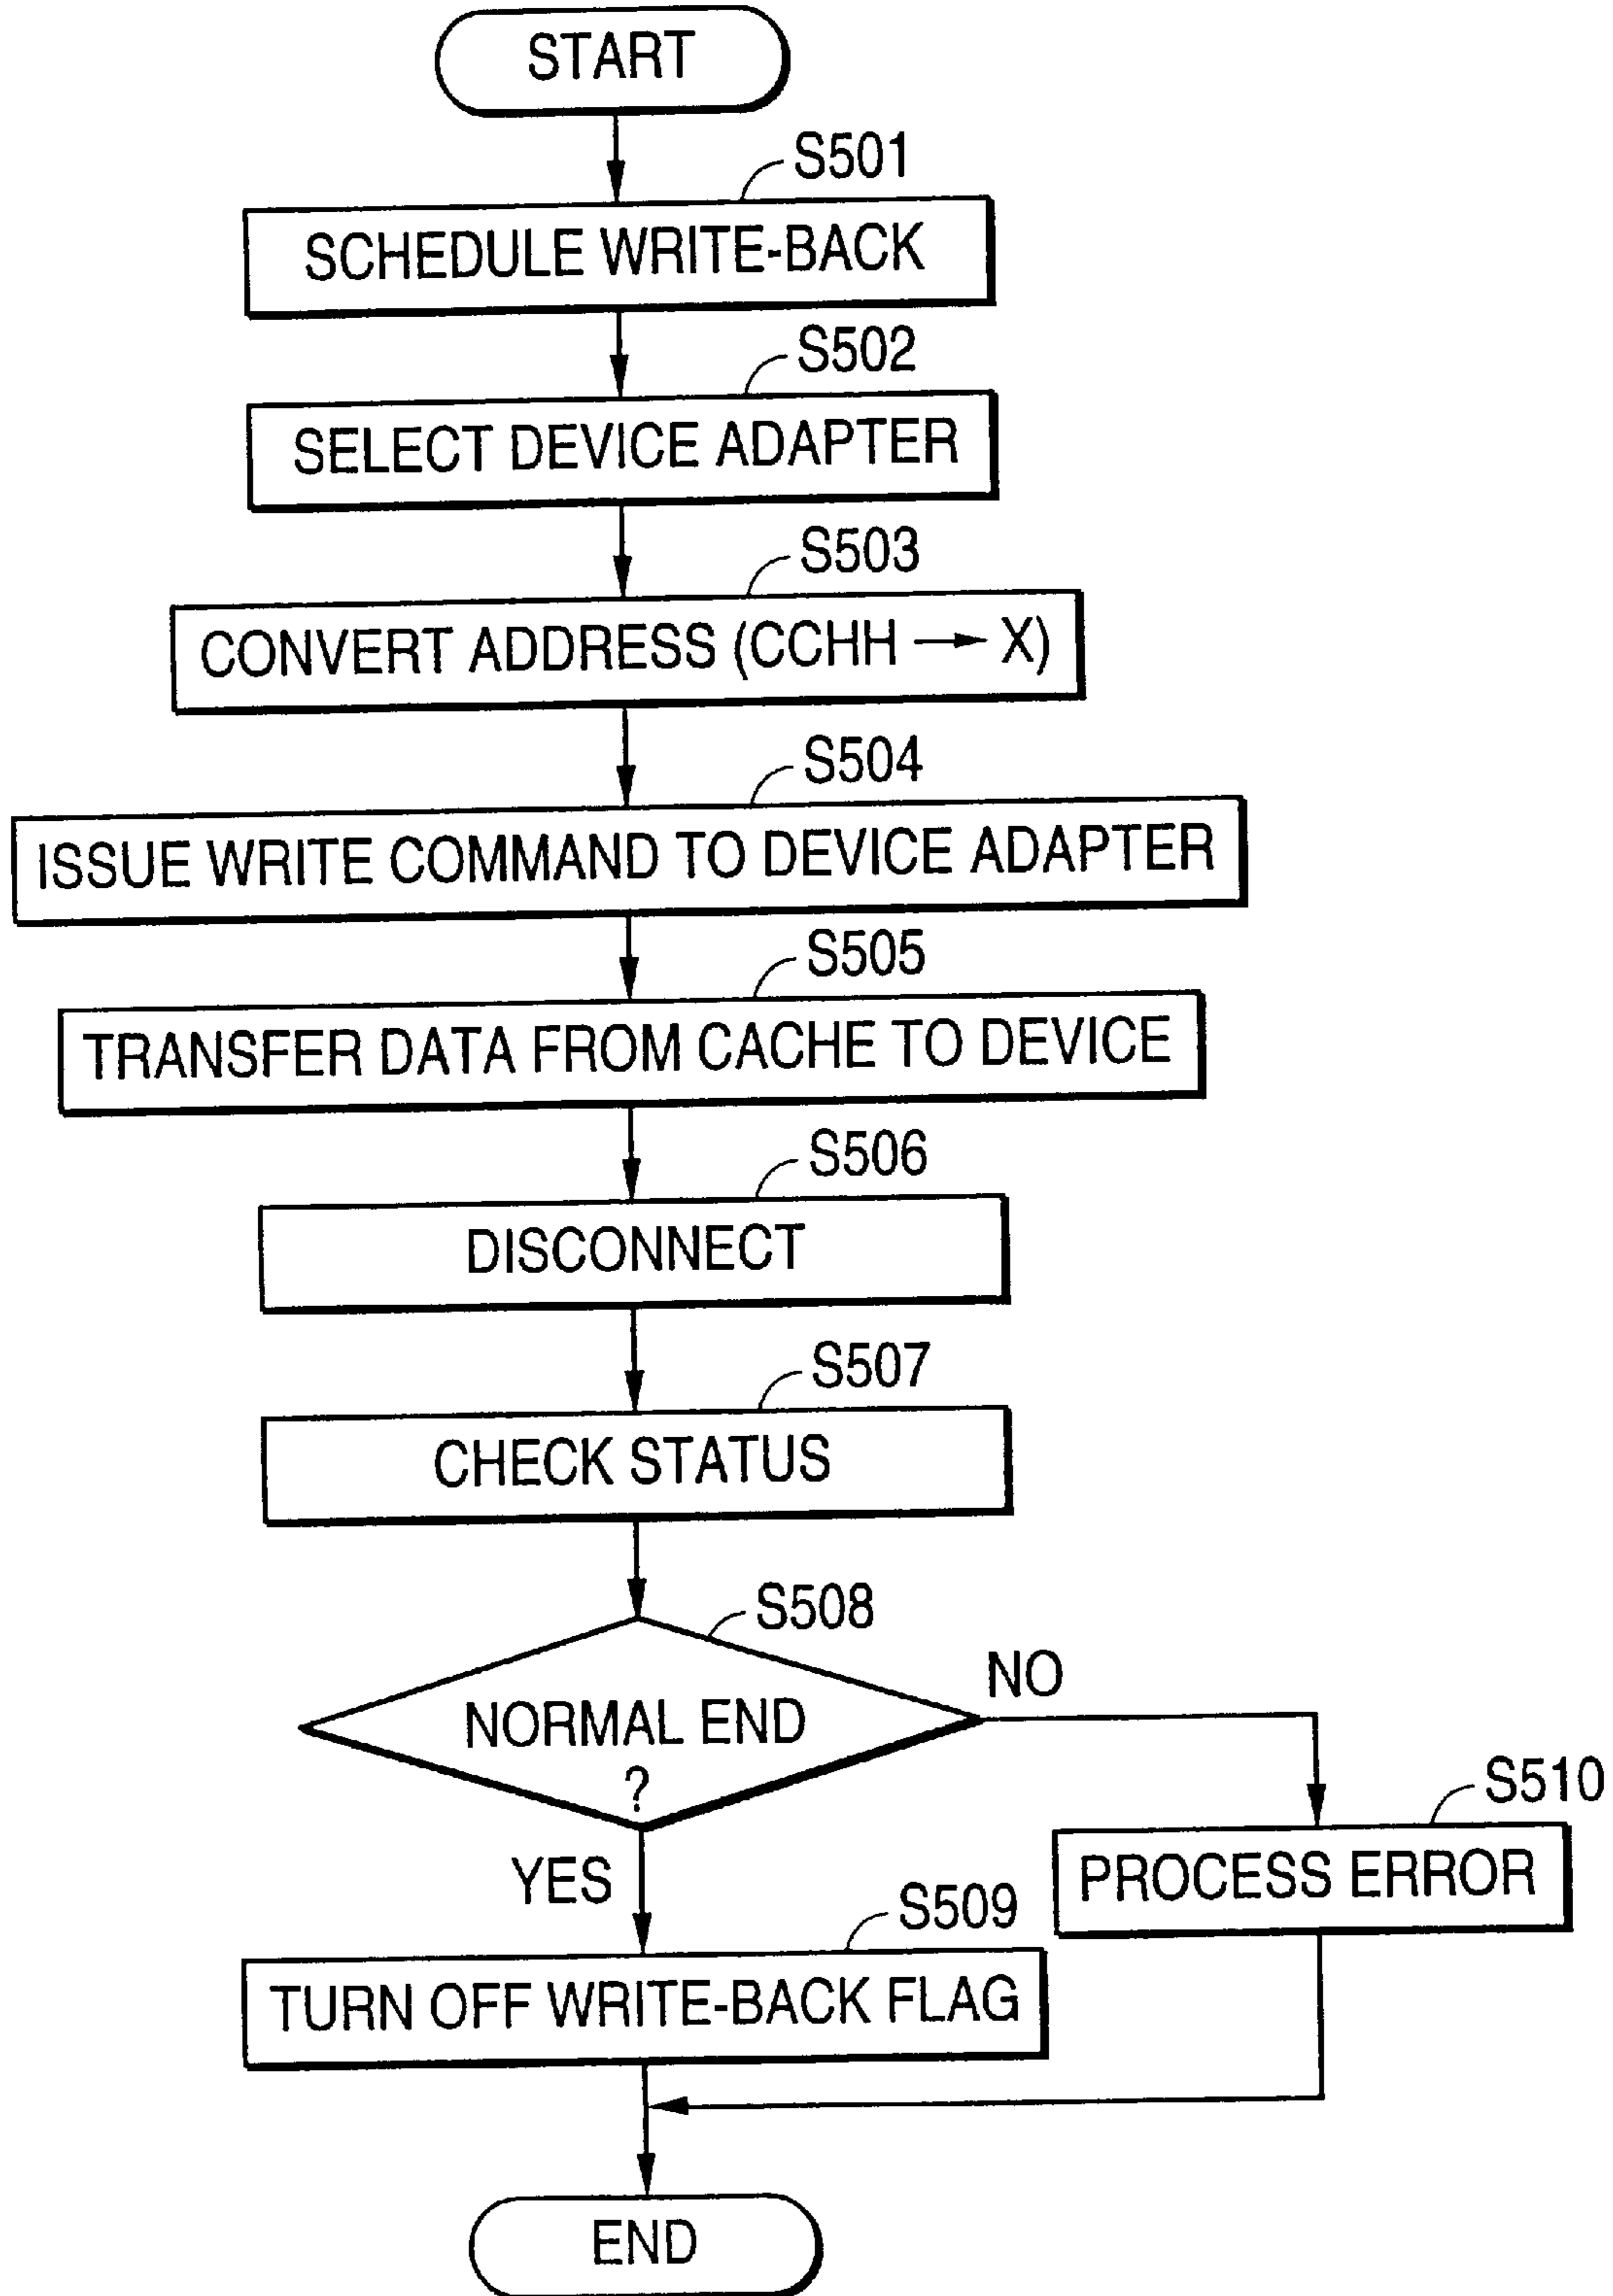 START
S501
SCHEDULE WRITE-BACK
S502
SELECT DEVICE ADAPTER
S503
CONVERT ADDRESS (CCHH → X)
S504
ISSUE WRITE COMMAND TO DEVICE ADAPTER
S505
TRANSFER DATA FROM CACHE TO DEVICE
S506
DISCONNECT
S507
CHECK STATUS
S508
NORMAL END
?
NO
S510
PROCESS ERROR
YES
S509
TURN OFF WRITE-BACK FLAG
END